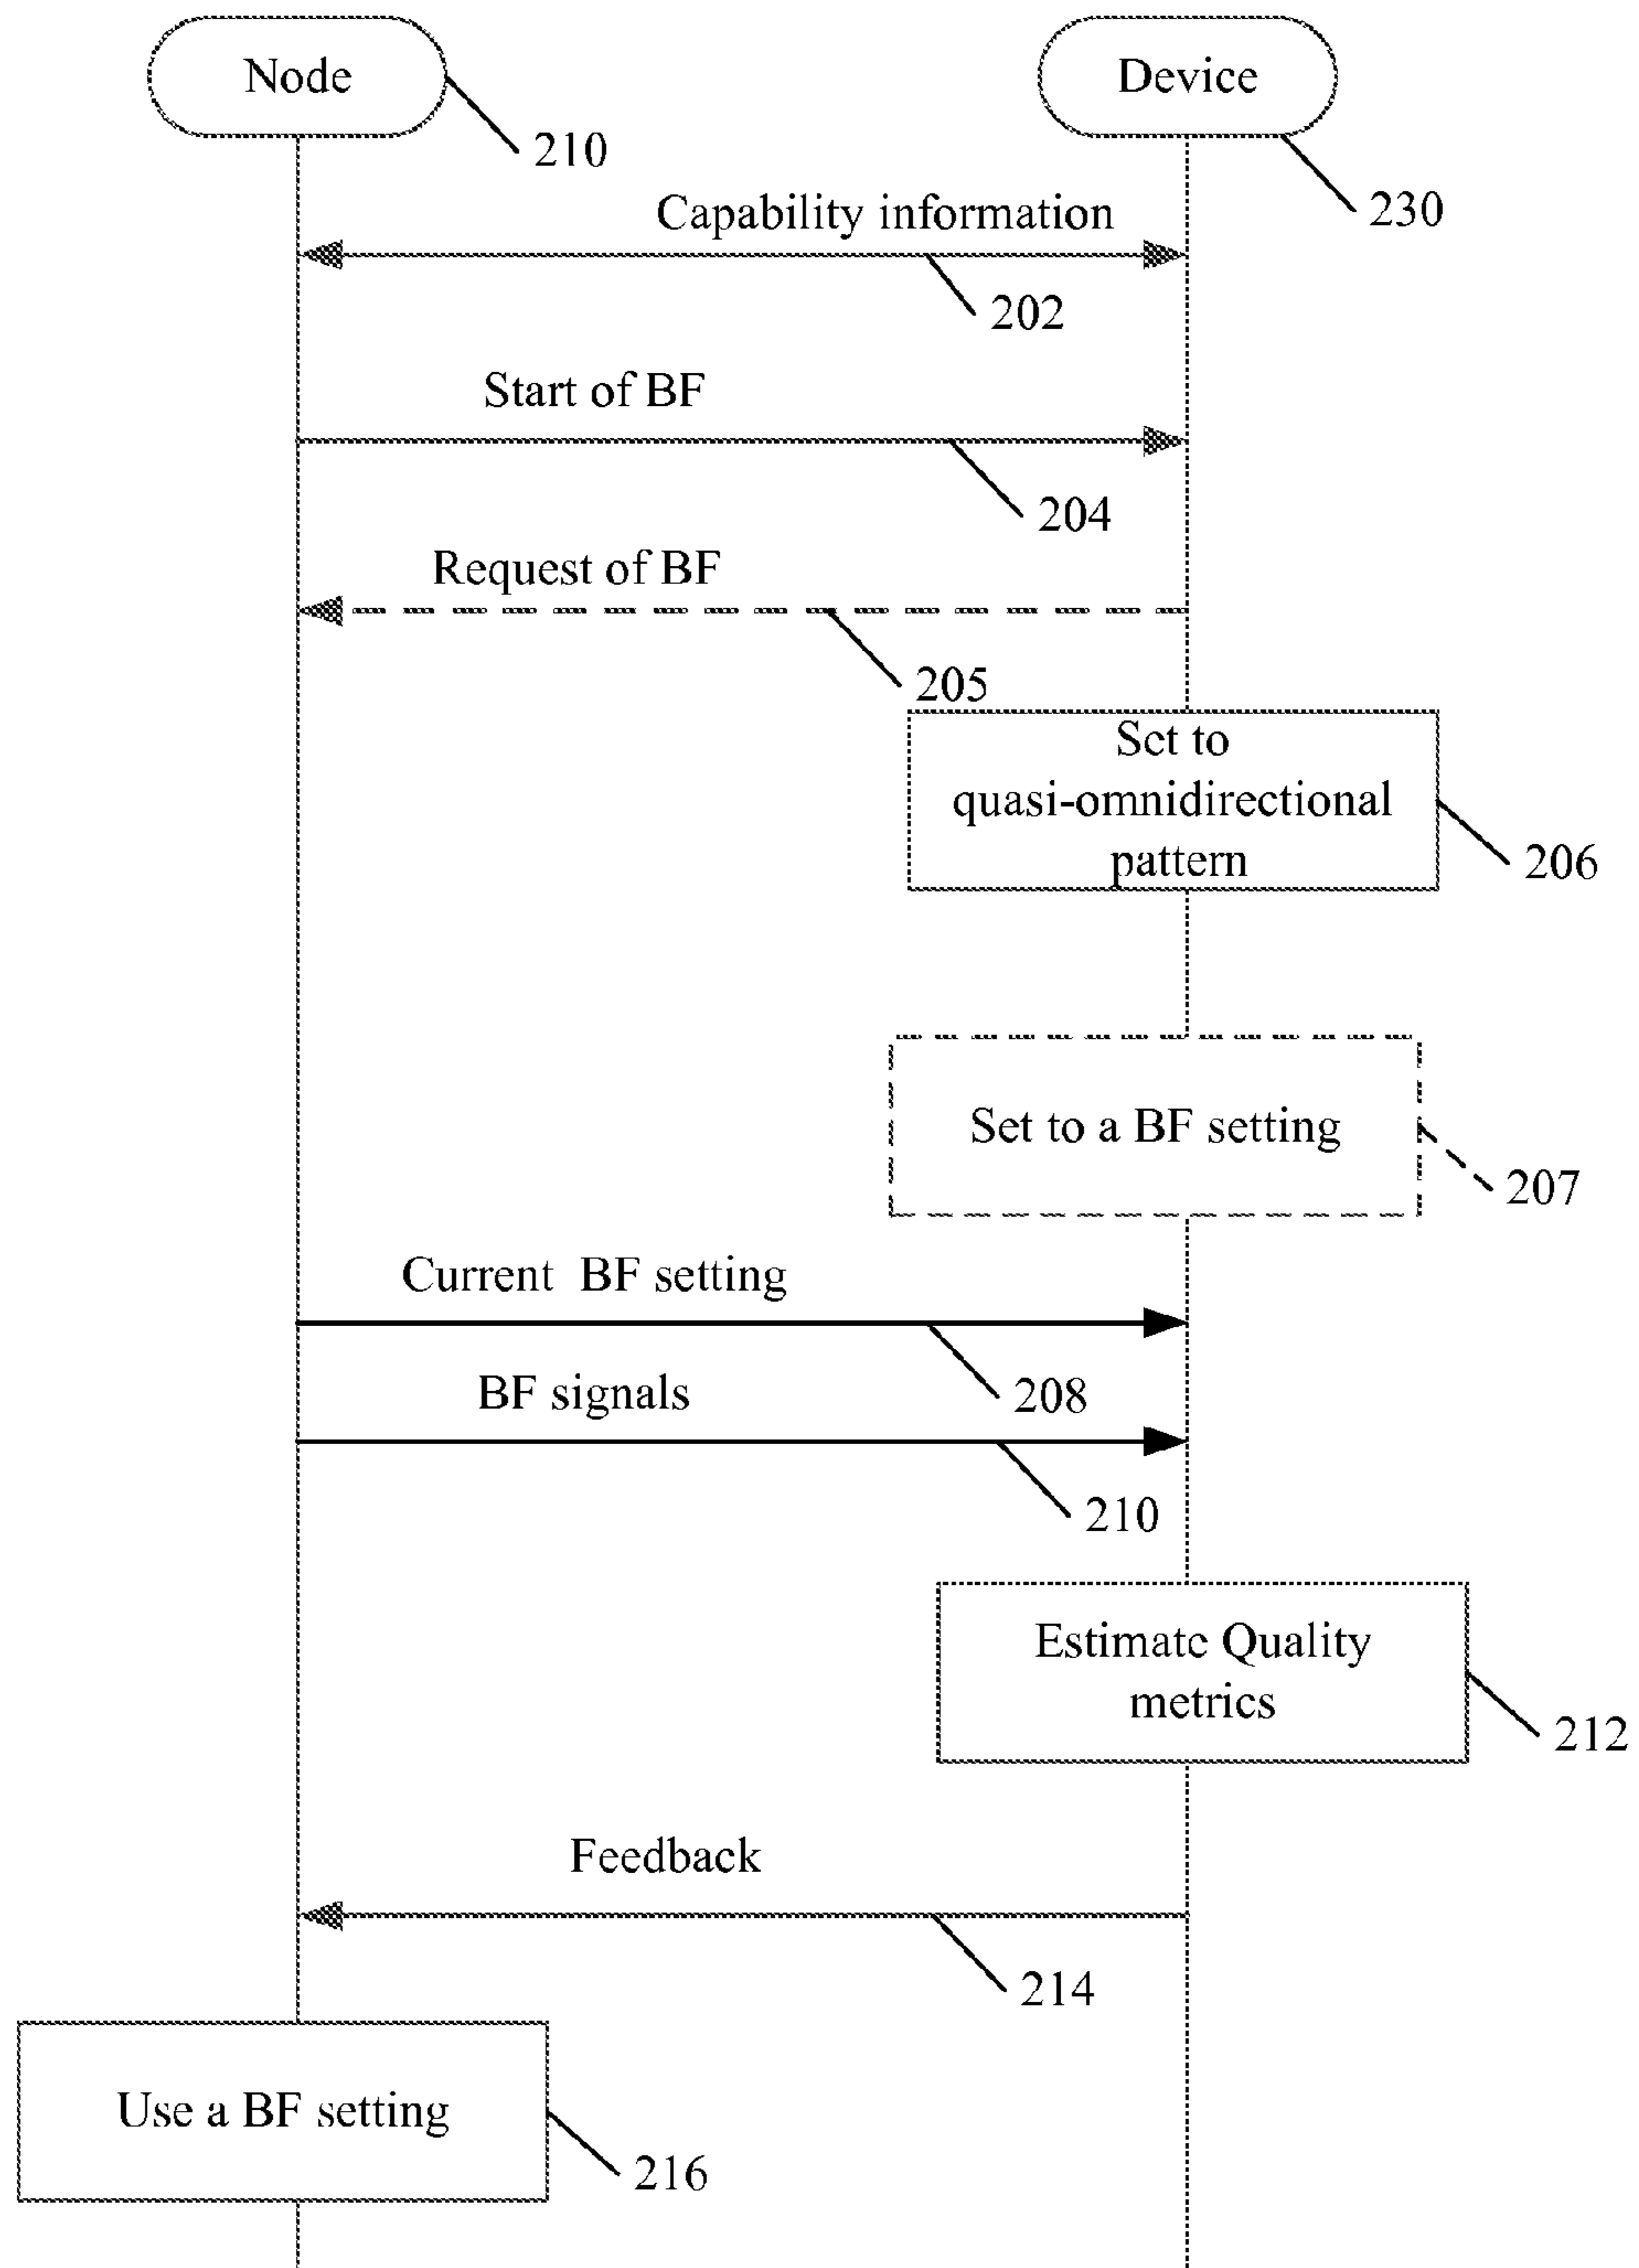 Node
Device
210
230
Capability information
202
Start of BF
204
Request of BF
205
Set to
quasi-omnidirectional
pattern
206
Set to a BF setting
207
Current BF setting
208
BF signals
210
Estimate Quality
metrics
212
Feedback
214
Use a BF setting
216